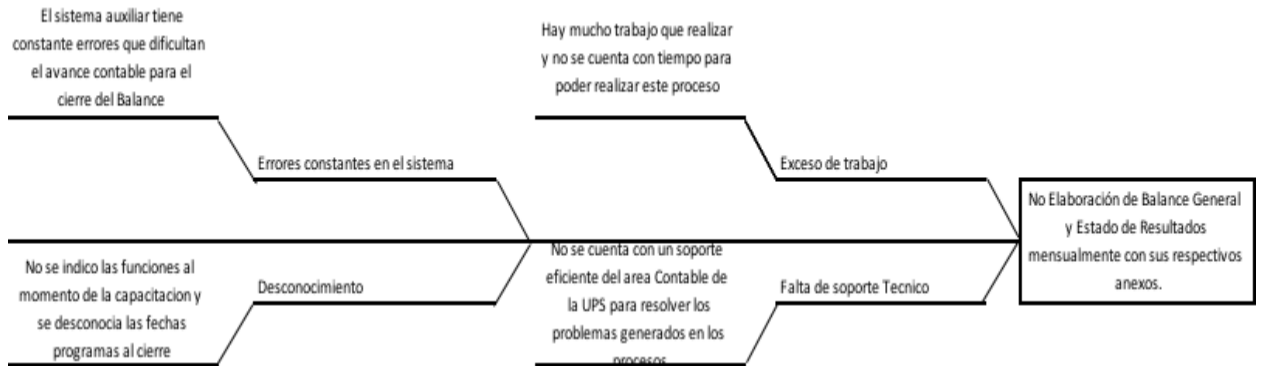 El sistema auxiliar tiene
constante errores que dificultan
el avance contable para el
cierre del Balance
Errores constantes en el sistema
Hay mucho trabajo que realizar
y no se cuenta con tiempo para
poder realizar este proceso
Exceso de trabajo
No Elaboración de Balance General
y Estado de Resultados
mensualmente con sus respectivos
anexos.
No se indico las funciones al
momento de la capacitacion y
se desconocia las fechas
programas al cierre
Desconocimiento
No se cuenta con un soporte
eficiente del area Contable de
la UPS para resolver los
problemas generados en los
procesos
Falta de soporte Tecnico